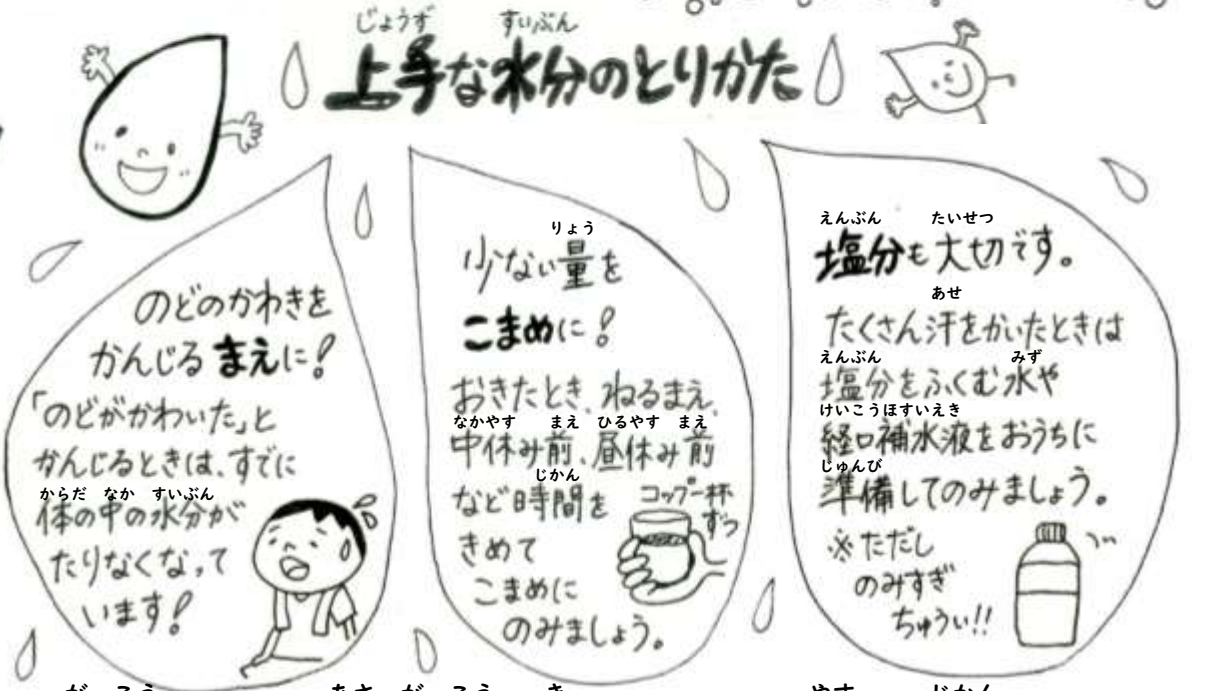 じょうず すいぶん
上手な水分のとりかた
のどのかわきを
かんじるまえに！
「のどがかわいた」と
かんじるときは、すでに
からだ なか すいぶん
体の中の水分が
たりなくなって
います！
りょう
少ない量を
こまめに！
おきたとき、ねるまえ、
なかやす まえ ひるやす まえ
中休み前、昼休み前
じかん
など時間を
きめて
こまめに
のみましょう。
コップ一杯
ずつ
えんぶん たいせつ
塩分も大切です。
あせ
たくさん汗をかいたときは
えんぶん みず
塩分をふくむ水や
けいこうほすいえき
経口補水液をおうちに
じゅんび
準備してのみましょう。
※ただし
のみすぎ
ちゅうい!!